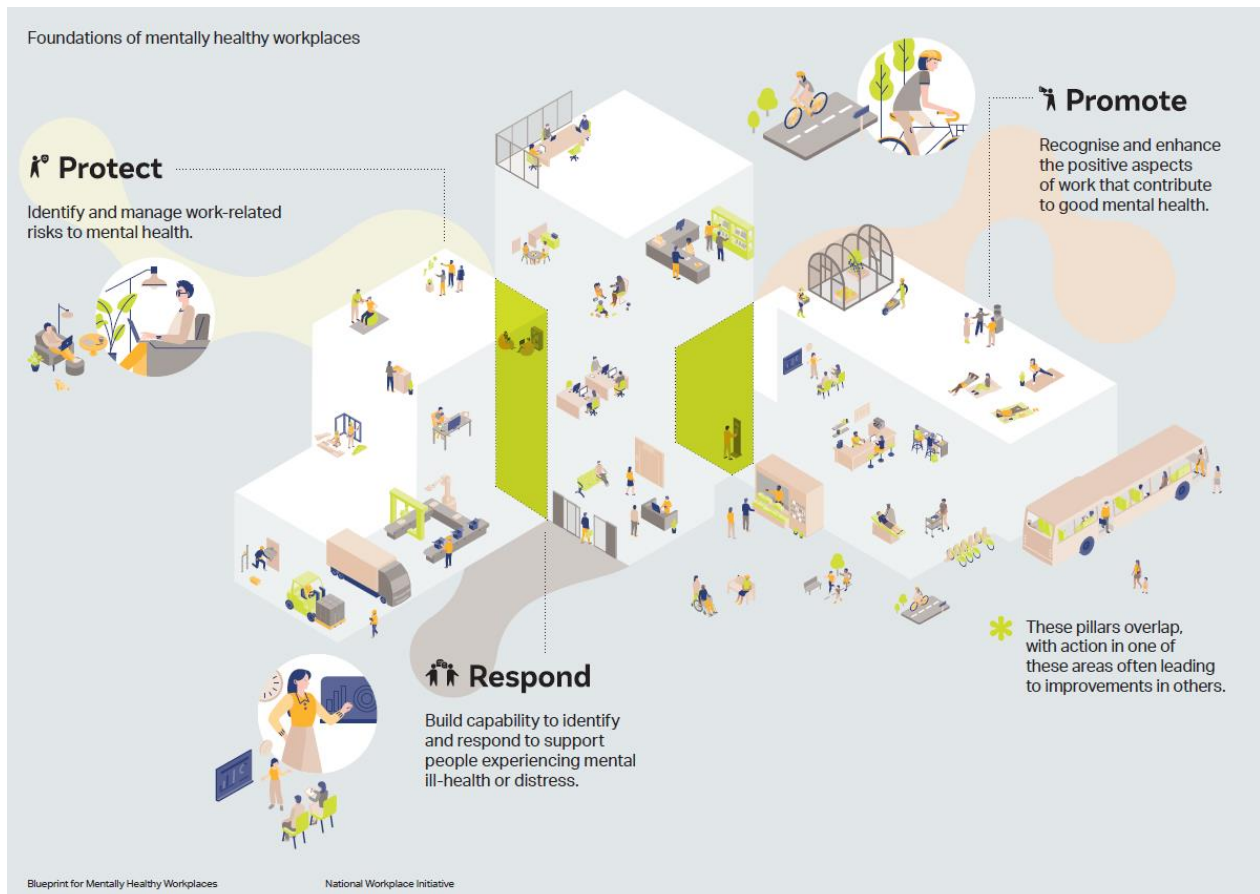 Foundations of mentally healthy workplaces
Protect
Identify and manage work-related
risks to mental health.
Promote
Recognise and enhance
the positive aspects
of work that contribute
to good mental health.
Respond
Build capability to identify
and respond to support
people experiencing mental
ill-health or distress.
These pillars overlap,
with action in one of
these areas often leading
to improvements in others.
Blueprint for Mentally Healthy Workplaces
National Workplace Initiative